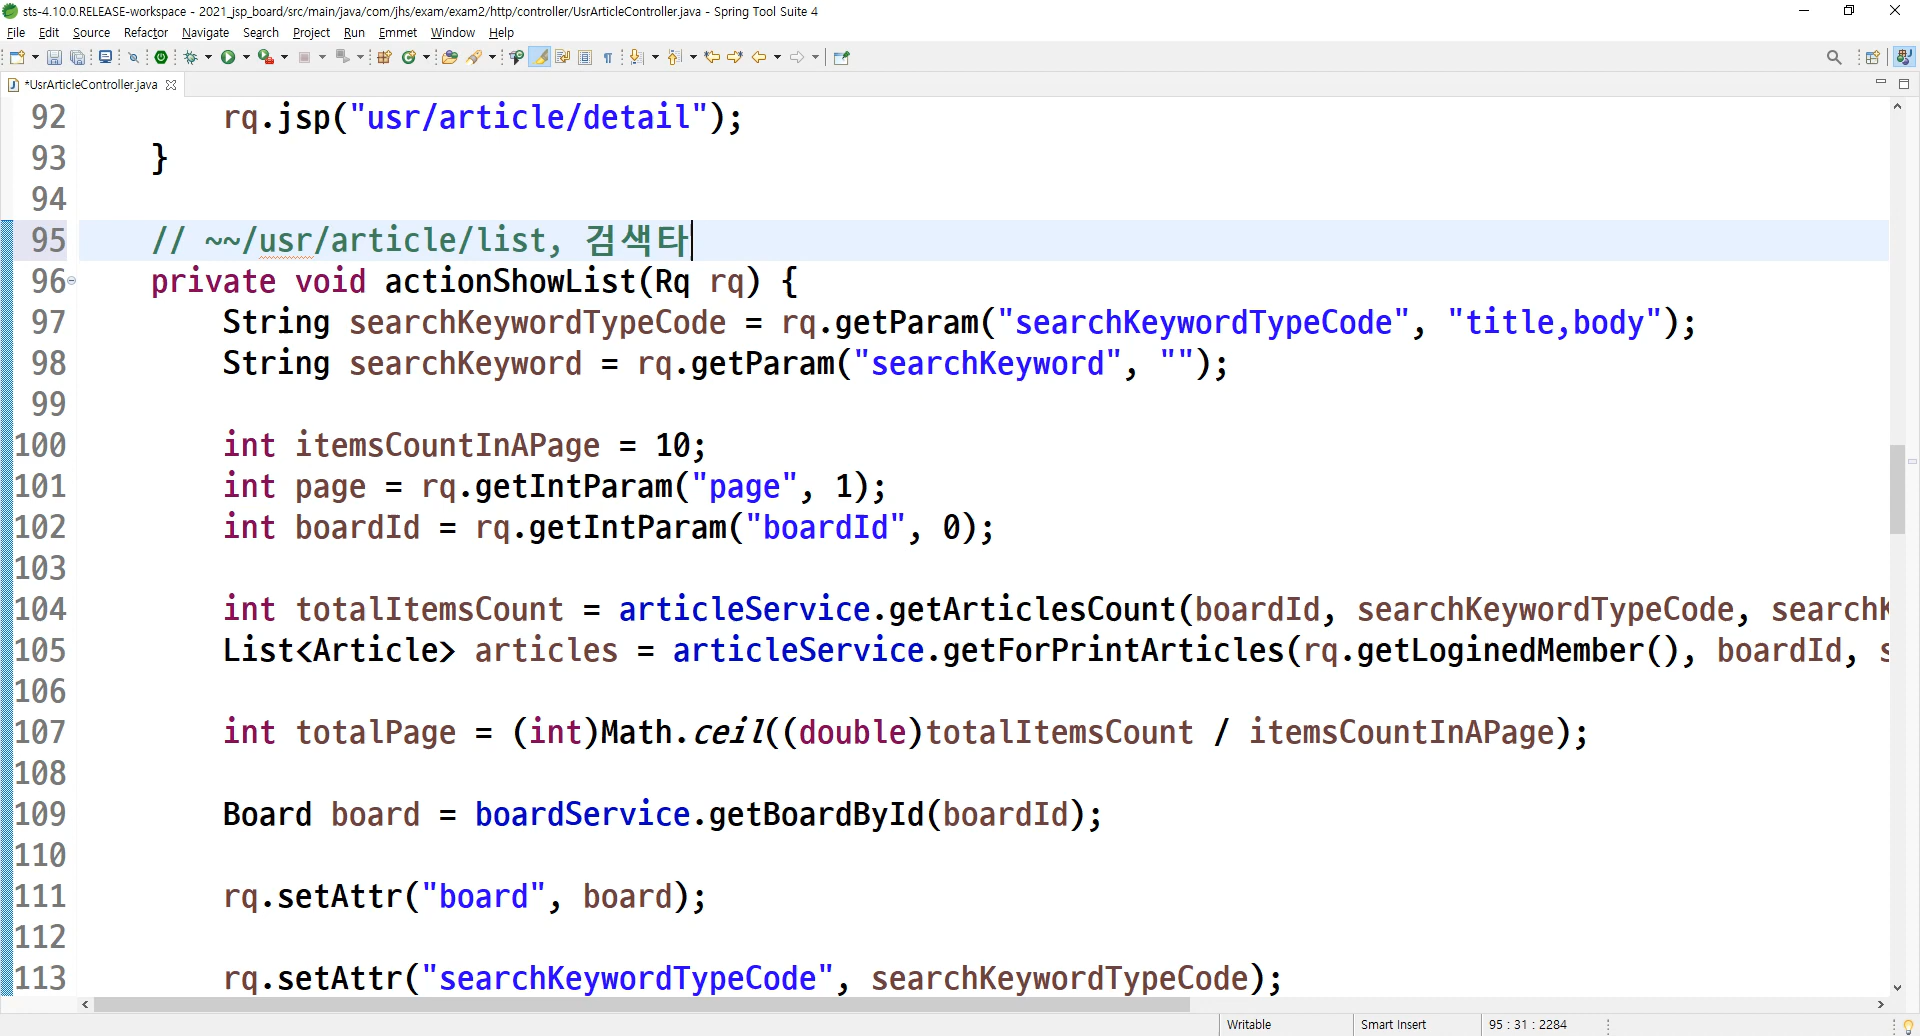 sts-4.10.0.RELEASE-workspace - 2021_jsp_board/src/main/java/com/jhs/exam/exam2/http/controller/UsrArticleController.java - Spring Tool Suite 4
File Edit Source Refactor Navigate Search Project Run Emmet Window Help
*UsrArticleController.java
92 rq.jsp("usr/article/detail");
93 }
94
95 // ~~/usr/article/list, 검색타
96 private void actionShowList(Rq rq) {
97 String searchKeywordTypeCode = rq.getParam("searchKeywordTypeCode", "title,body");
98 String searchKeyword = rq.getParam("searchKeyword", "");
99
100 int itemsCountInAPage = 10;
101 int page = rq.getIntParam("page", 1);
102 int boardId = rq.getIntParam("boardId", 0);
103
104 int totalItemsCount = articleService.getArticlesCount(boardId, searchKeywordTypeCode, searchK
105 List<Article> articles = articleService.getForPrintArticles(rq.getLoginedMember(), boardId, s
106
107 int totalPage = (int)Math.ceil((double)totalItemsCount / itemsCountInAPage);
108
109 Board board = boardService.getBoardById(boardId);
110
111 rq.setAttr("board", board);
112
113 rq.setAttr("searchKeywordTypeCode", searchKeywordTypeCode);
Writable Smart Insert 95 : 31 : 2284